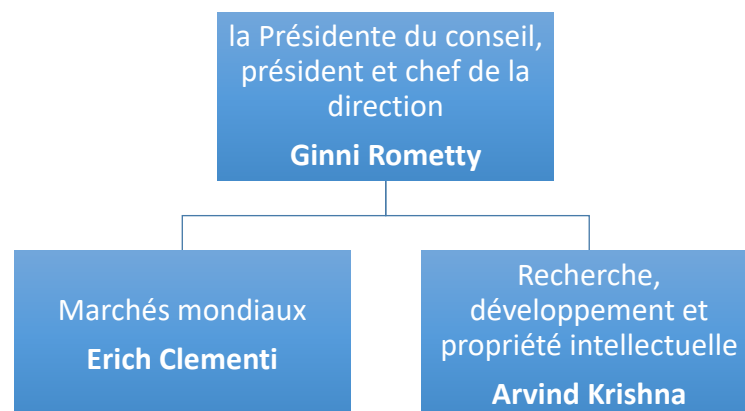 la Présidente du conseil,
président et chef de la
direction
Ginni Rometty
Marchés mondiaux
Erich Clementi
Recherche,
développement et
propriété intellectuelle
Arvind Krishna